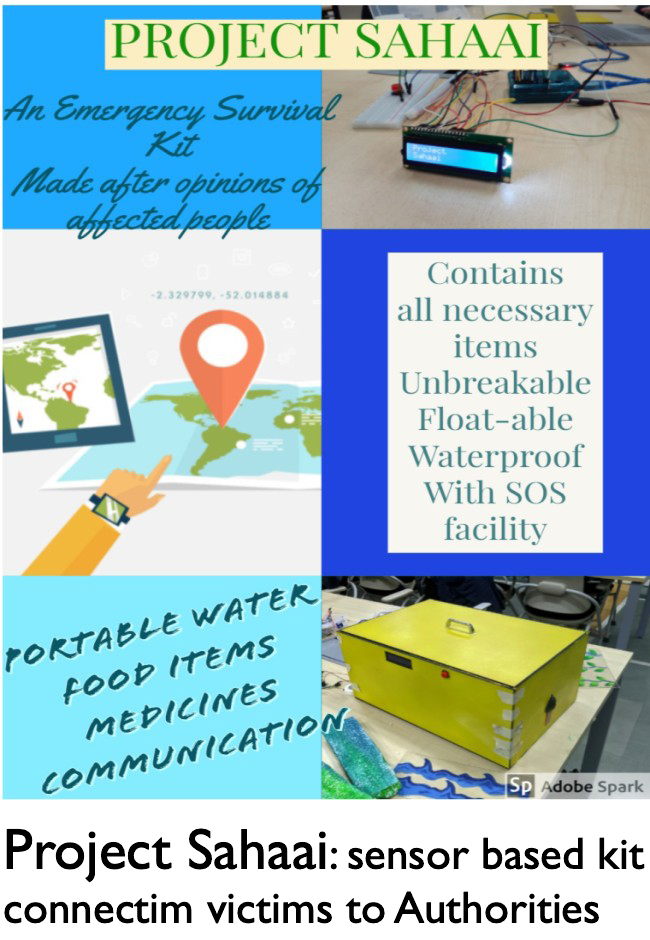 PROJECT SAHAAI
An Emergency Survival
Kit
Made after opinions of
affected people
Project
Sahaai
-2.329799, -52.014884
Contains
all necessary
items
Unbreakable
Float-able
Waterproof
With SOS
facility
PORTABLE WATER
FOOD ITEMS
MEDICINES
COMMUNICATION
Sp Adobe Spark
Project Sahaai: sensor based kit
connectim victims to Authorities